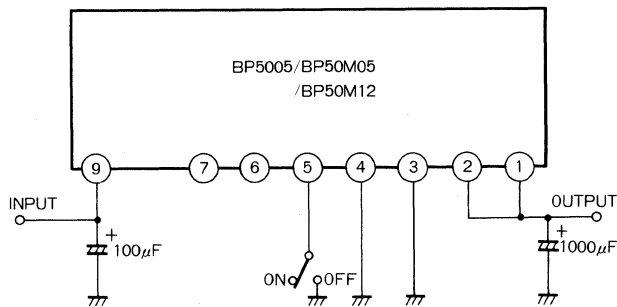 BP5005/BP50M05
/BP50M12
9 7 6 5 4 3 2 1
INPUT
OUTPUT
+
100μF
+
1000μF
ON
OFF